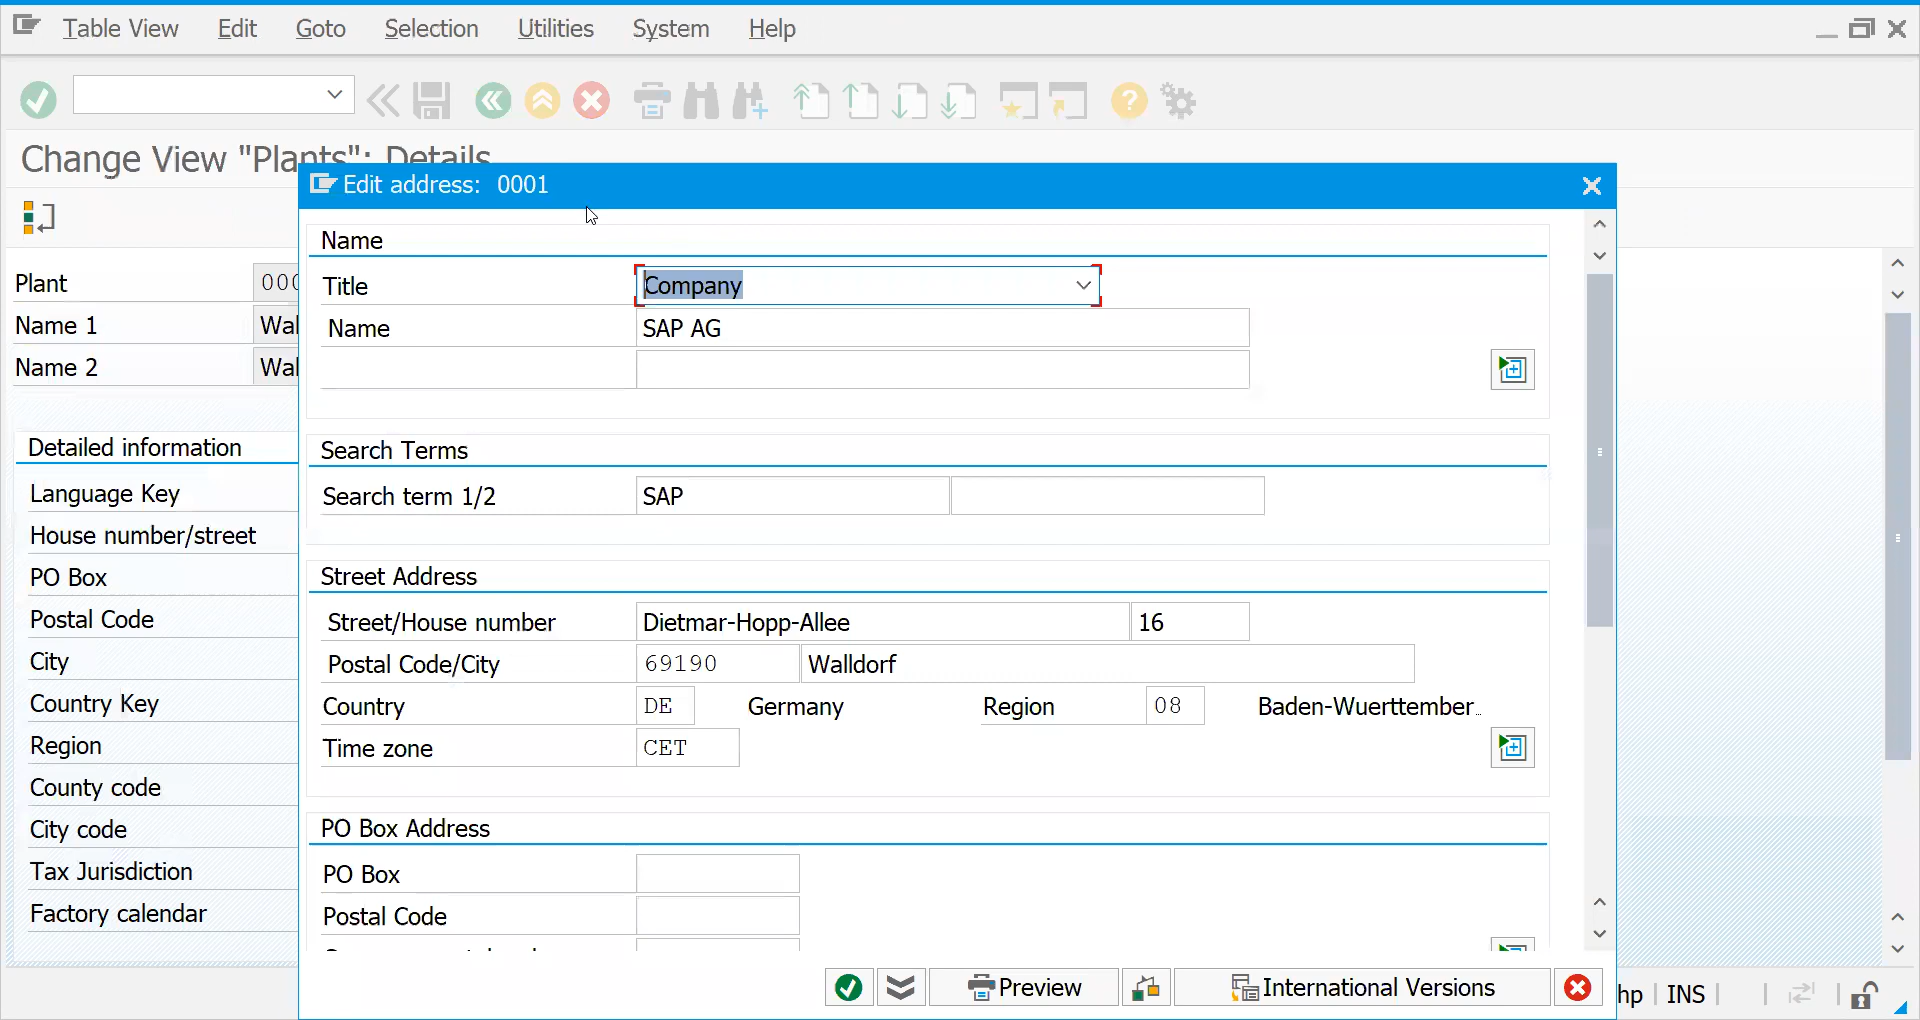 Table View Edit Goto Selection Utilities System Help
Change View "Plants": Details
Edit address: 0001
Plant 000
Name 1 Wal
Name 2 Wal
Detailed information
Language Key
House number/street
PO Box
Postal Code
City
Country Key
Region
County code
City code
Tax Jurisdiction
Factory calendar
Name
Title Company
Name SAP AG
Search Terms
Search term 1/2 SAP
Street Address
Street/House number Dietmar-Hopp-Allee 16
Postal Code/City 69190 Walldorf
Country DE Germany Region 08 Baden-Wuerttember..
Time zone CET
PO Box Address
PO Box
Postal Code
Preview International Versions
hp INS